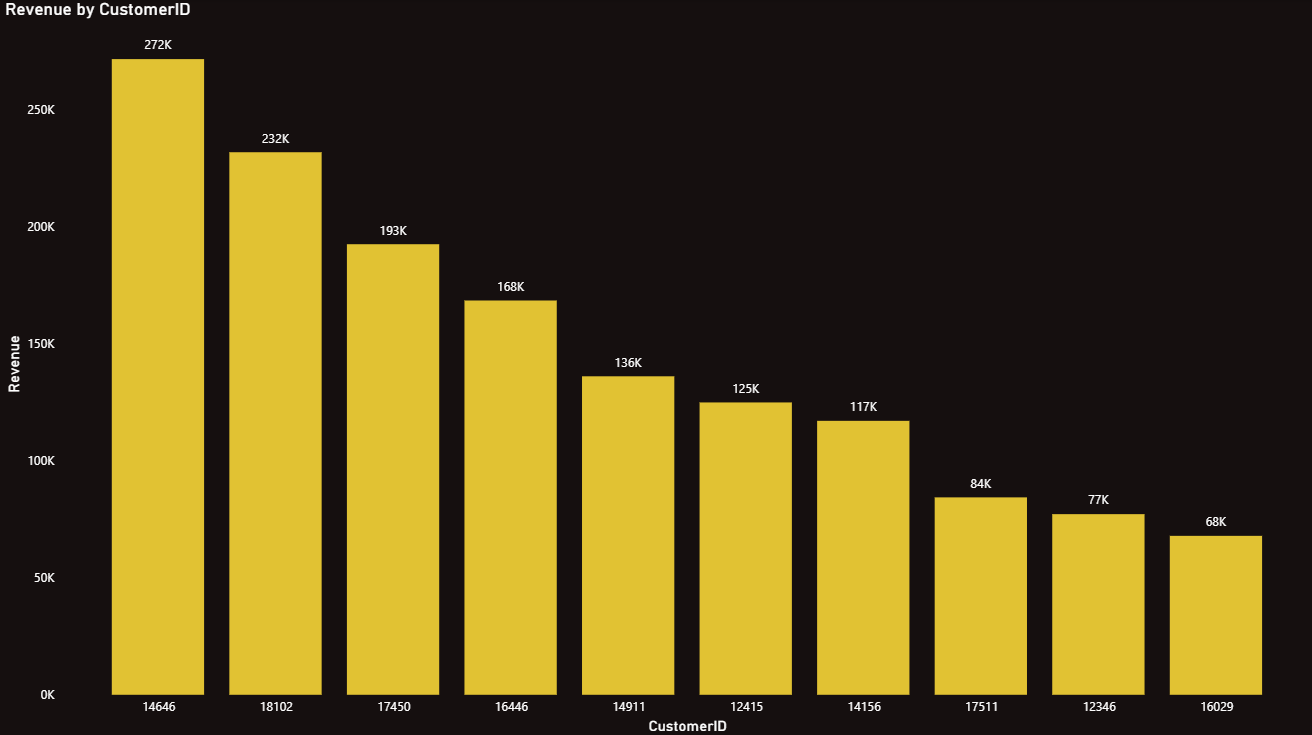 Revenue by CustomerID
272K
250K
232K
200K
193K
168K
150K
136K
125K
117K
100K
84K
77K
68K
50K
0K
Revenue
14646 18102 17450 16446 14911 12415 14156 17511 12346 16029
CustomerID